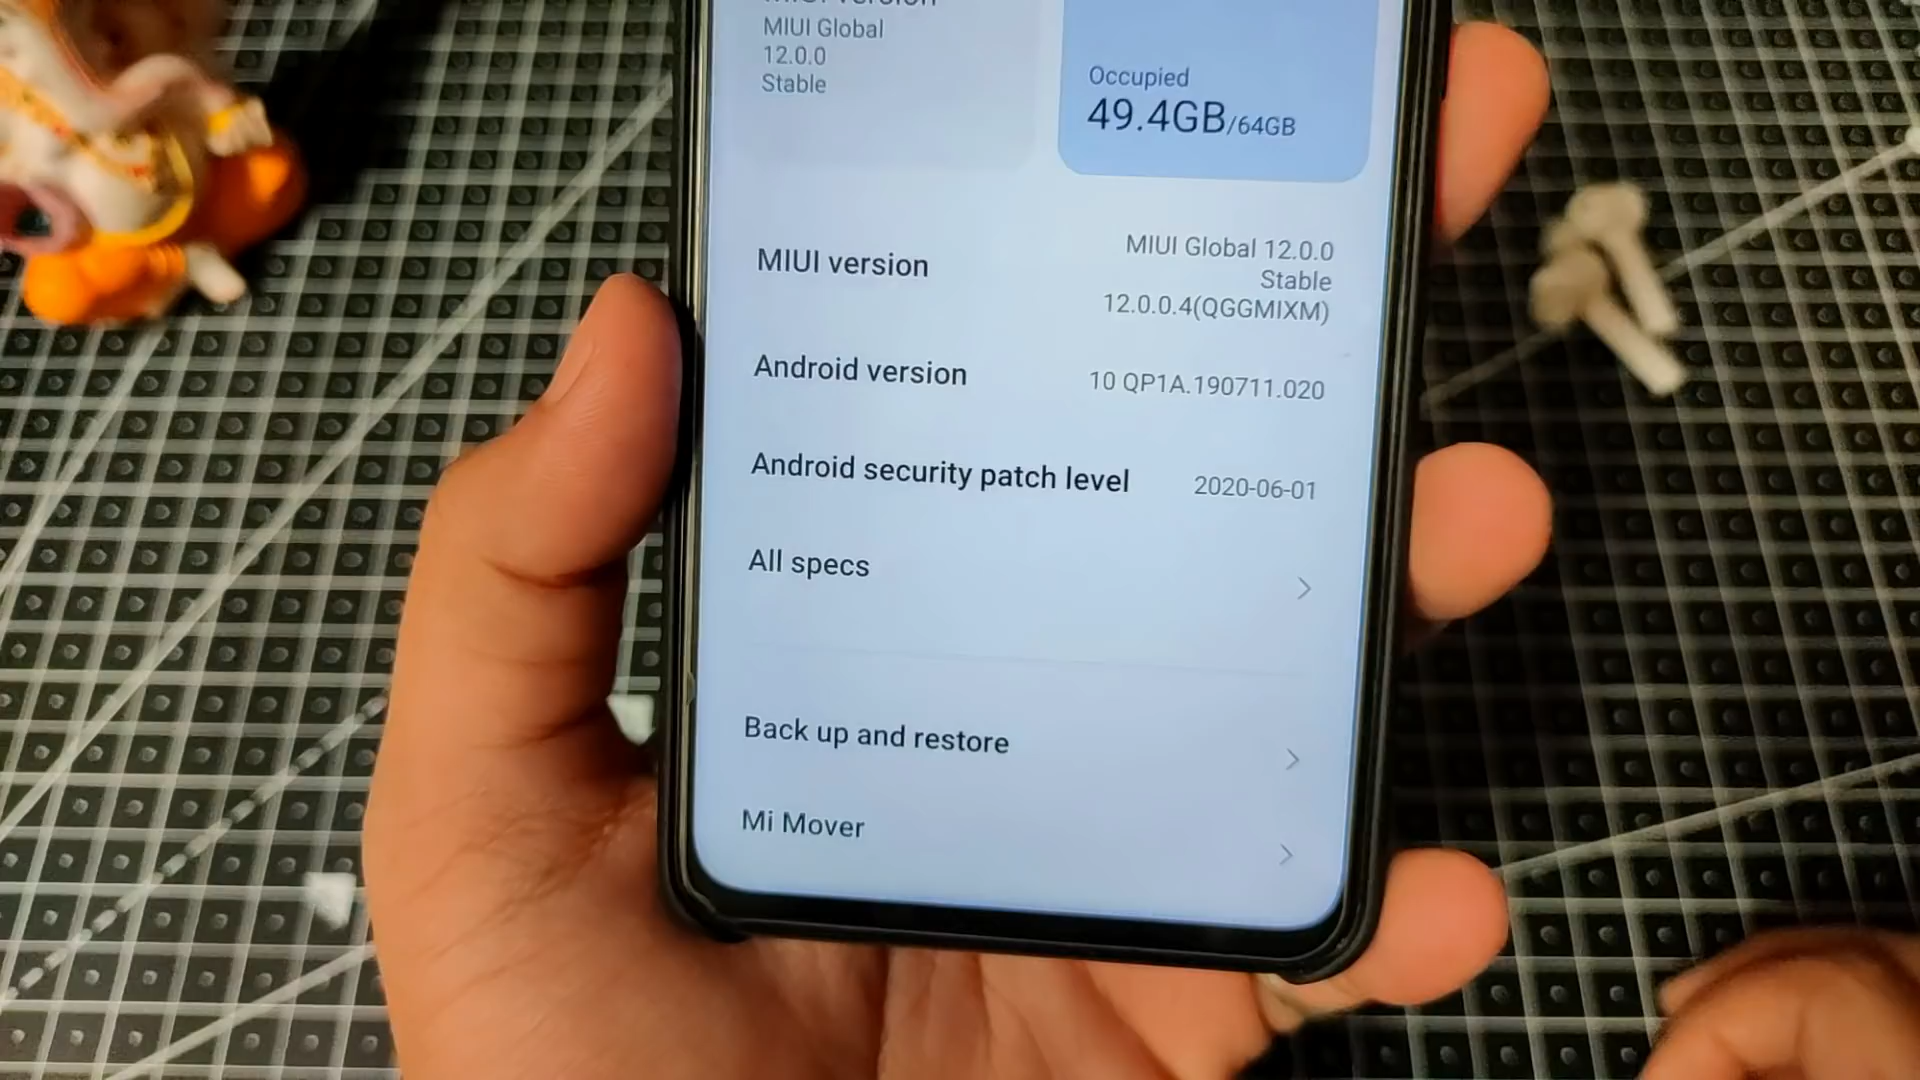 MIUI version
MIUI Global
12.0.0
Stable
Occupied
49.4GB/64GB
MIUI version
MIUI Global 12.0.0
Stable
12.0.0.4(QGGMIXM)
Android version
10 QP1A.190711.020
Android security patch level
2020-06-01
All specs
Back up and restore
Mi Mover